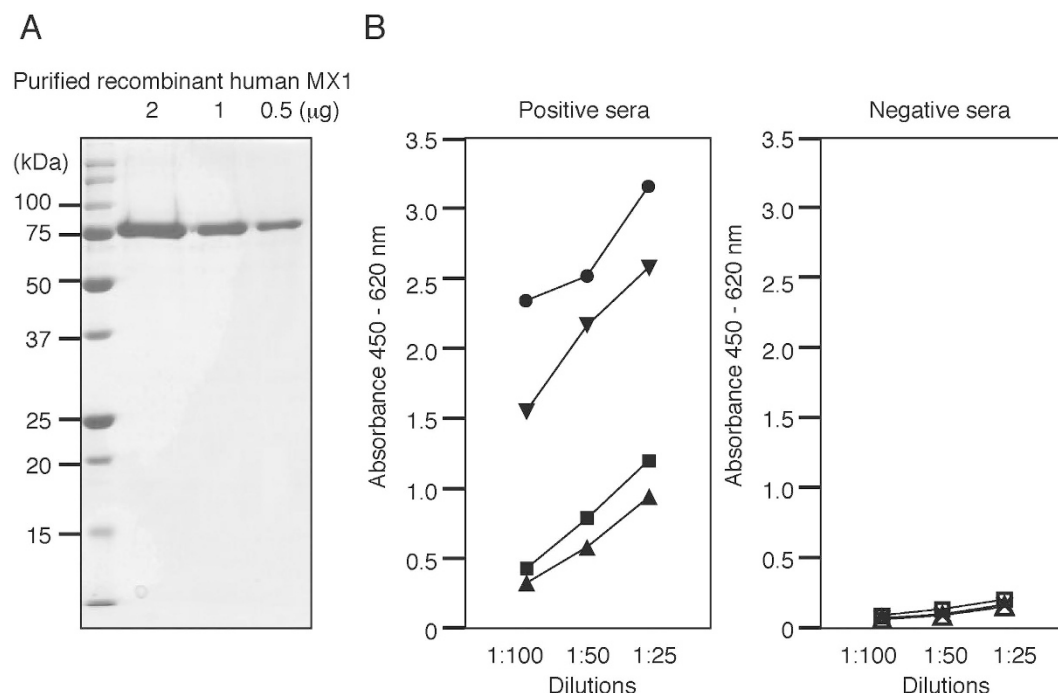 A
Purified recombinant human MX1
2 1 0.5 (μg)
(kDa)
100
75
50
37
25
20
15
B
Positive sera
Absorbance 450 - 620 nm
3.5
3.0
2.5
2.0
1.5
1.0
0.5
0
1:100 1:50 1:25
Dilutions
Negative sera
Absorbance 450 - 620 nm
3.5
3.0
2.5
2.0
1.5
1.0
0.5
0
1:100 1:50 1:25
Dilutions